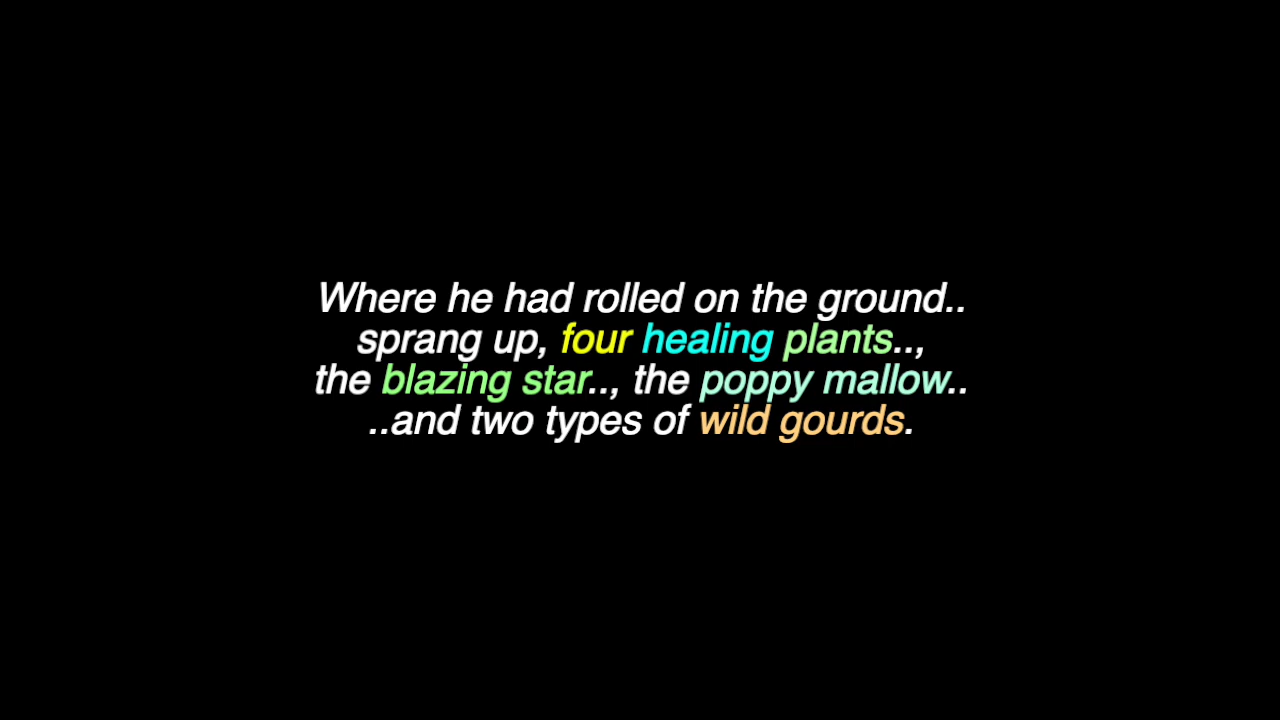 Where he had rolled on the ground..
sprang up, four healing plants..,
the blazing star.., the poppy mallow..
..and two types of wild gourds.